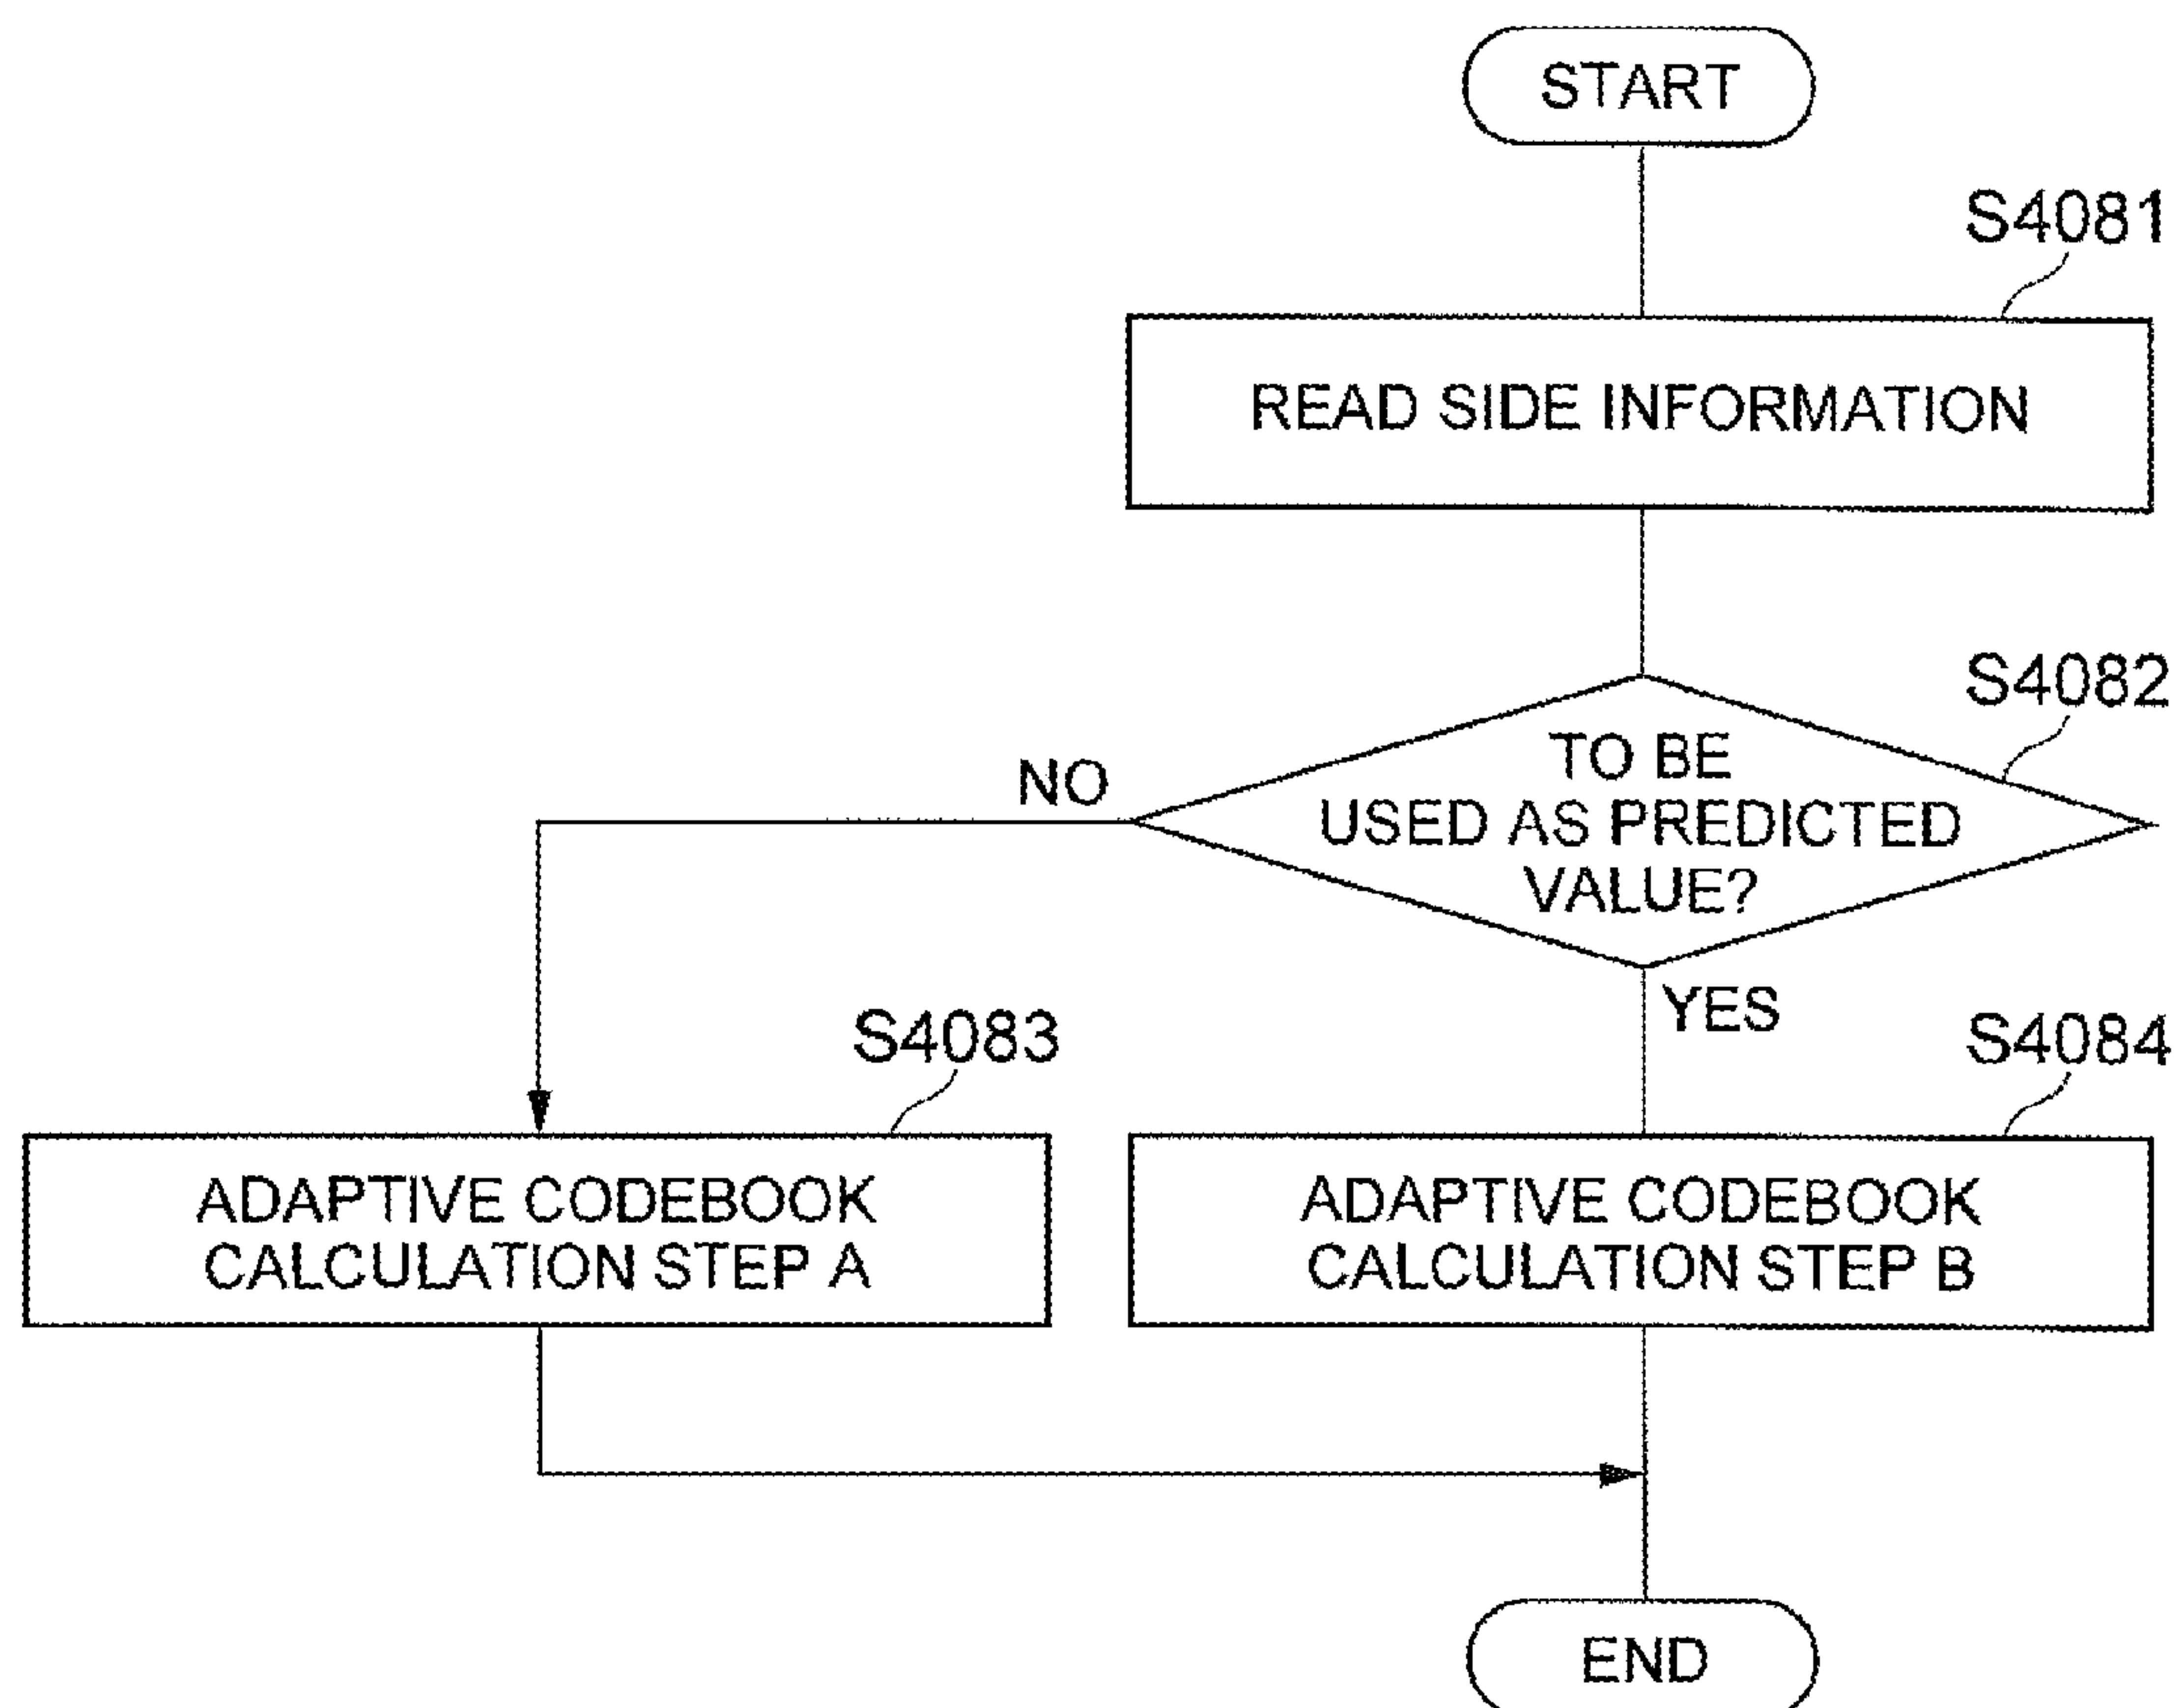 START
S4081
READ SIDE INFORMATION
S4082
TO BE
USED AS PREDICTED
VALUE?
NO
YES
S4083
S4084
ADAPTIVE CODEBOOK
CALCULATION STEP A
ADAPTIVE CODEBOOK
CALCULATION STEP B
END